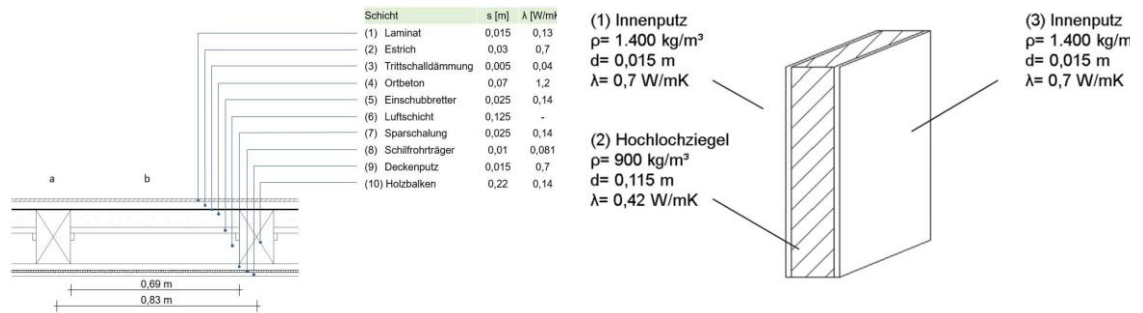 Schicht s [m] λ [W/mK
(1) Laminat 0,015 0,13
(2) Estrich 0,03 0,7
(3) Trittschalldämmung 0,005 0,04
(4) Ortbeton 0,07 1,2
(5) Einschubbretter 0,025 0,14
(6) Luftschicht 0,125 -
(7) Sparschalung 0,025 0,14
(8) Schilfrohrträger 0,01 0,081
(9) Deckenputz 0,015 0,7
(10) Holzbalken 0,22 0,14
a b
0,69 m
0,83 m
(1) Innenputz
ρ= 1.400 kg/m³
d= 0,015 m
λ= 0,7 W/mK
(2) Hochlochziegel
ρ= 900 kg/m³
d= 0,115 m
λ= 0,42 W/mK
(3) Innenputz
ρ= 1.400 kg/m
d= 0,015 m
λ= 0,7 W/mK